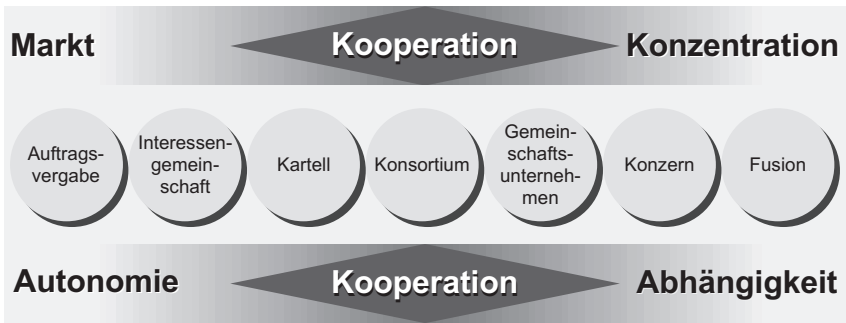 Markt Kooperation Konzentration
Auftrags-
vergabe
Interessen-
gemein-
schaft
Kartell
Konsortium
Gemein-
schafts-
unterneh-
men
Konzern
Fusion
Autonomie Kooperation Abhängigkeit